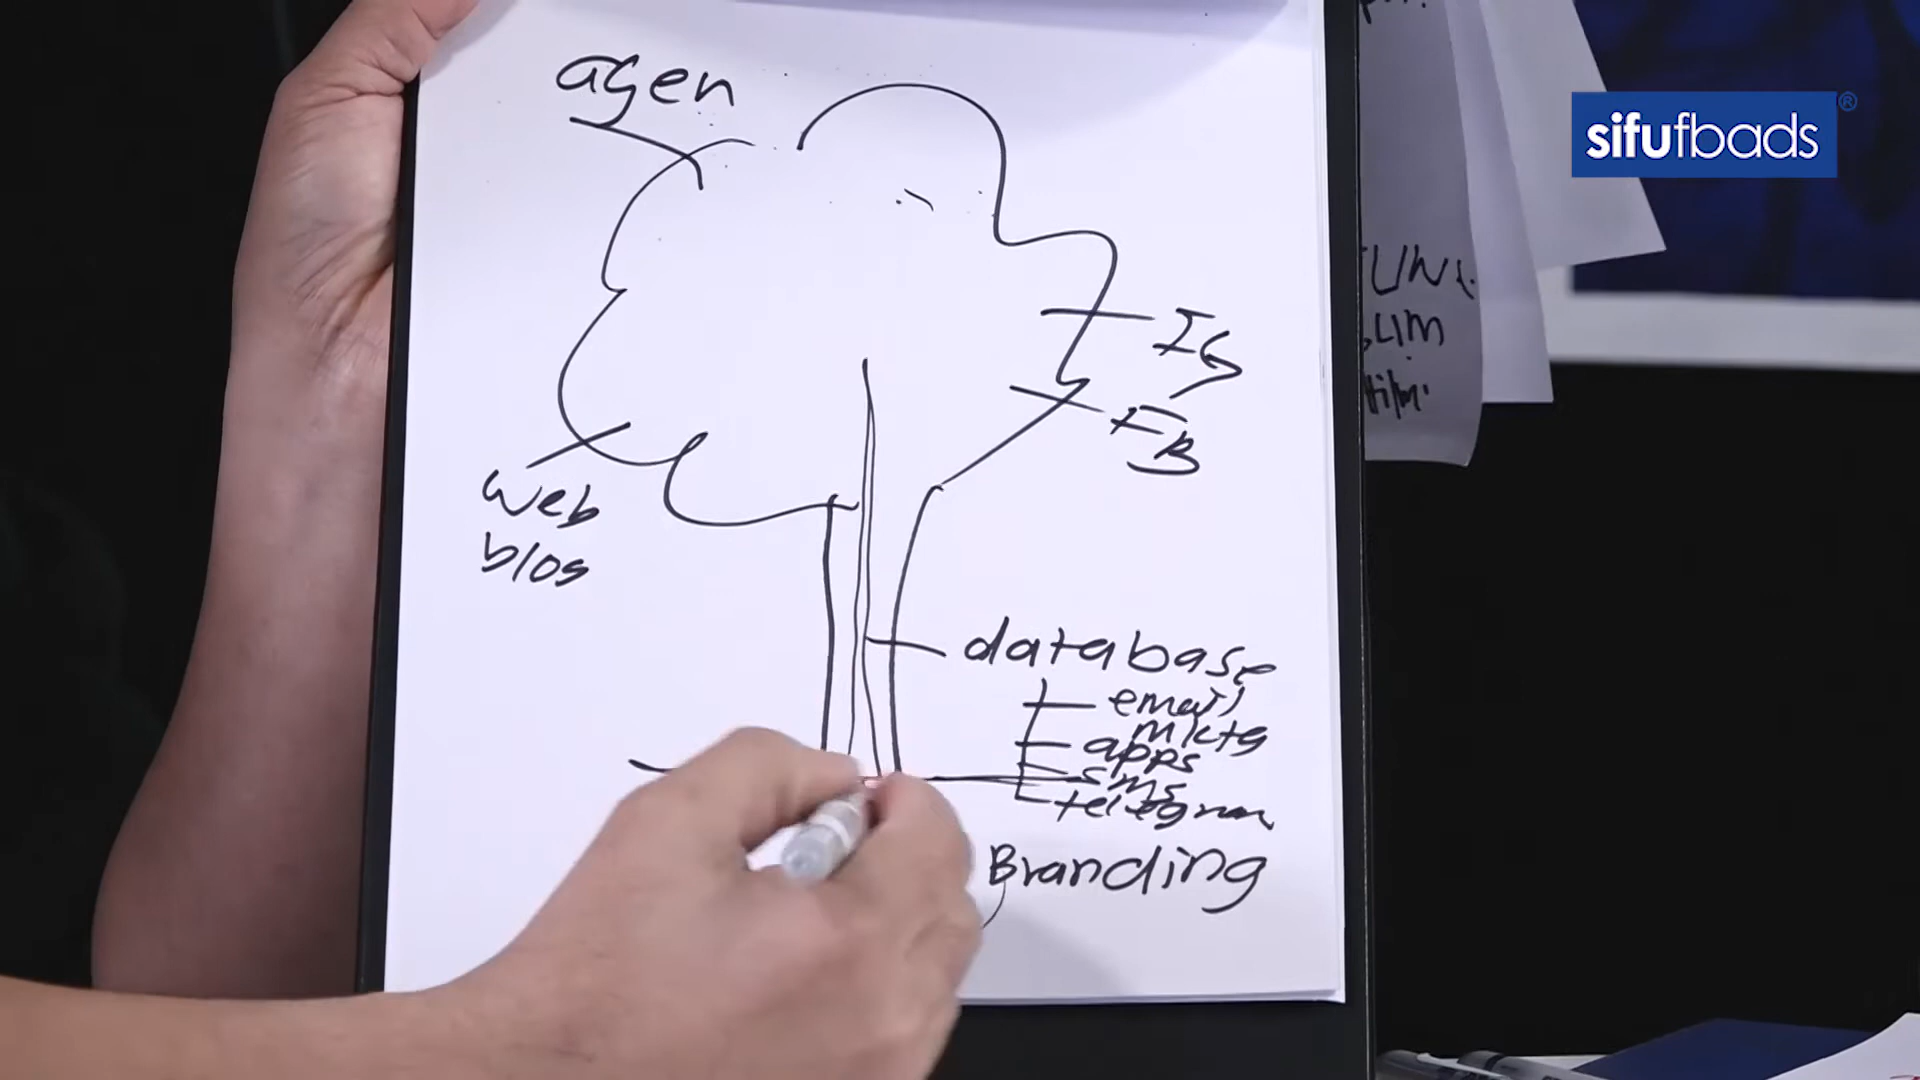 agen
sifufbads®
IG
FB
web
blog
database
email
mktg
apps
sms
telegram
Branding